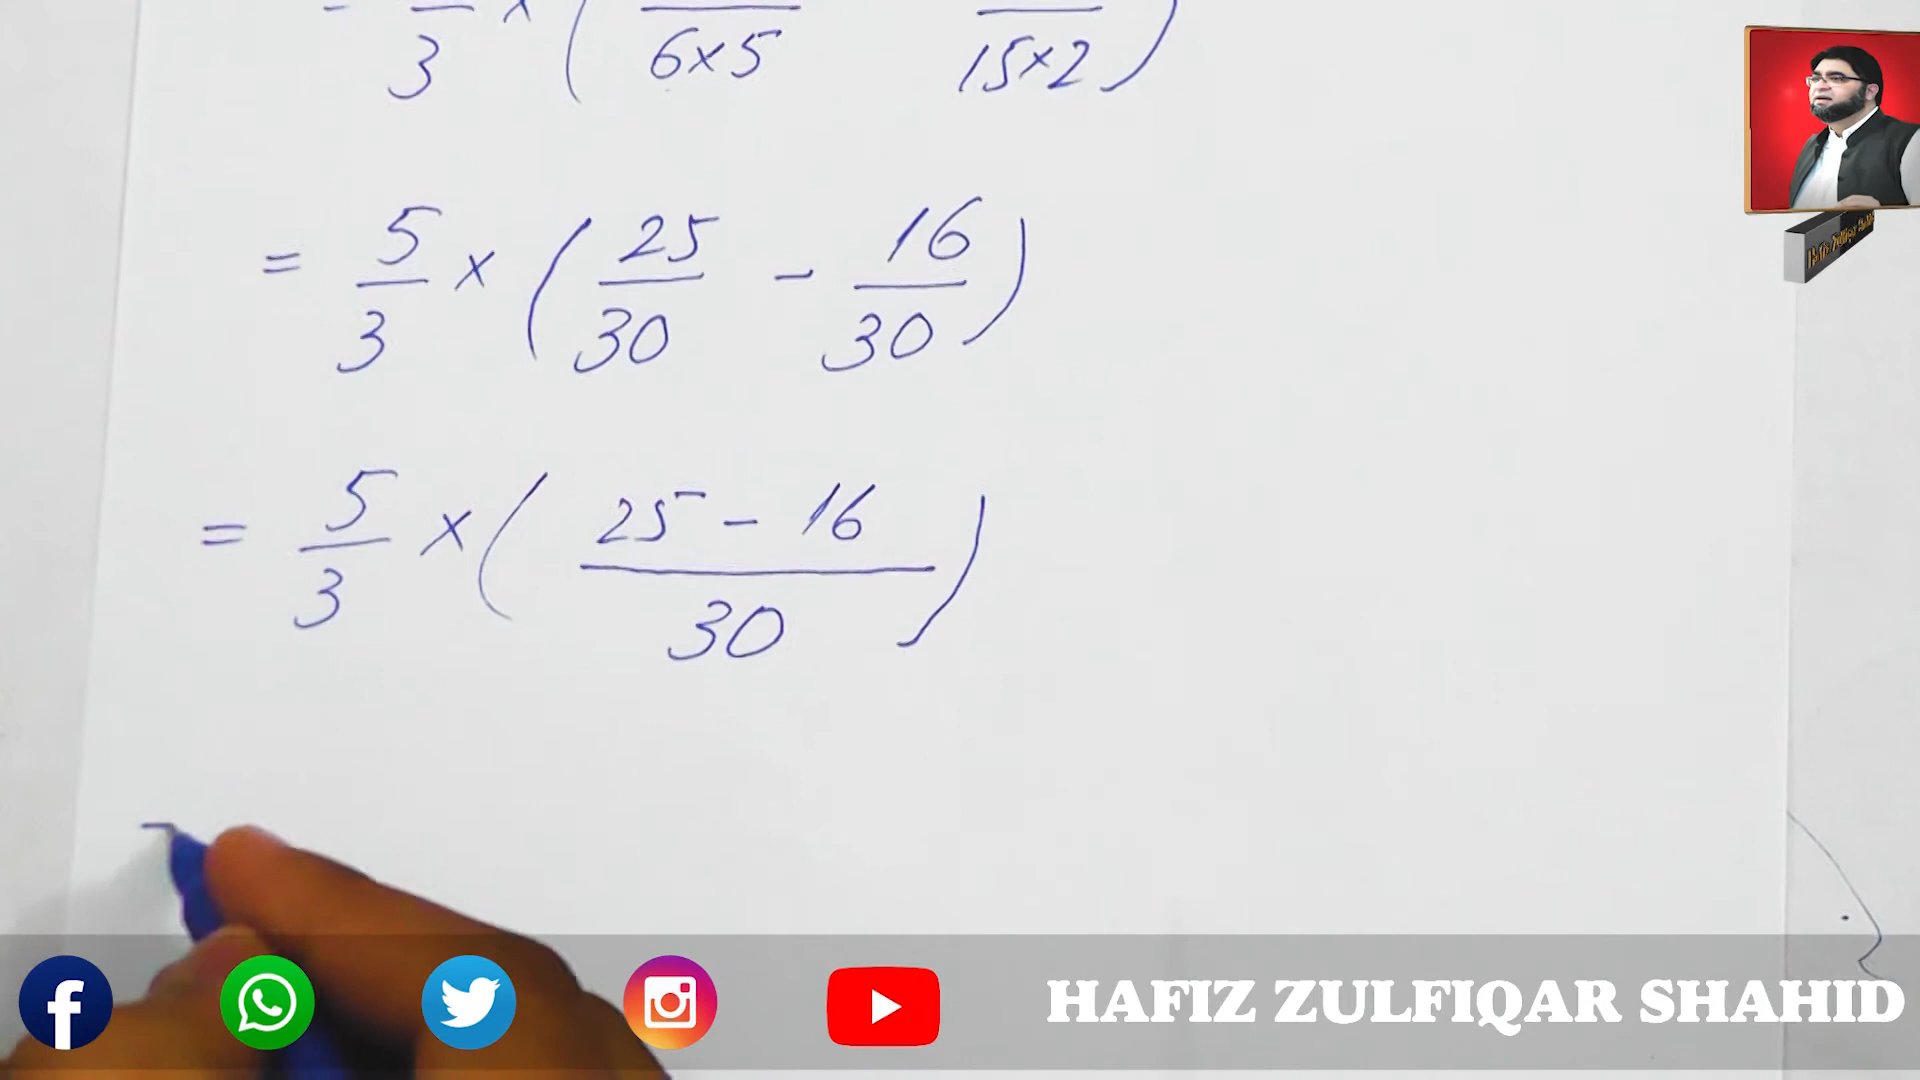 3 × ( 6×5 15×2 )
= 5/3 × ( 25/30 - 16/30 )
= 5/3 × ( 25 - 16 / 30 )
HAFIZ ZULFIQAR SHAHID